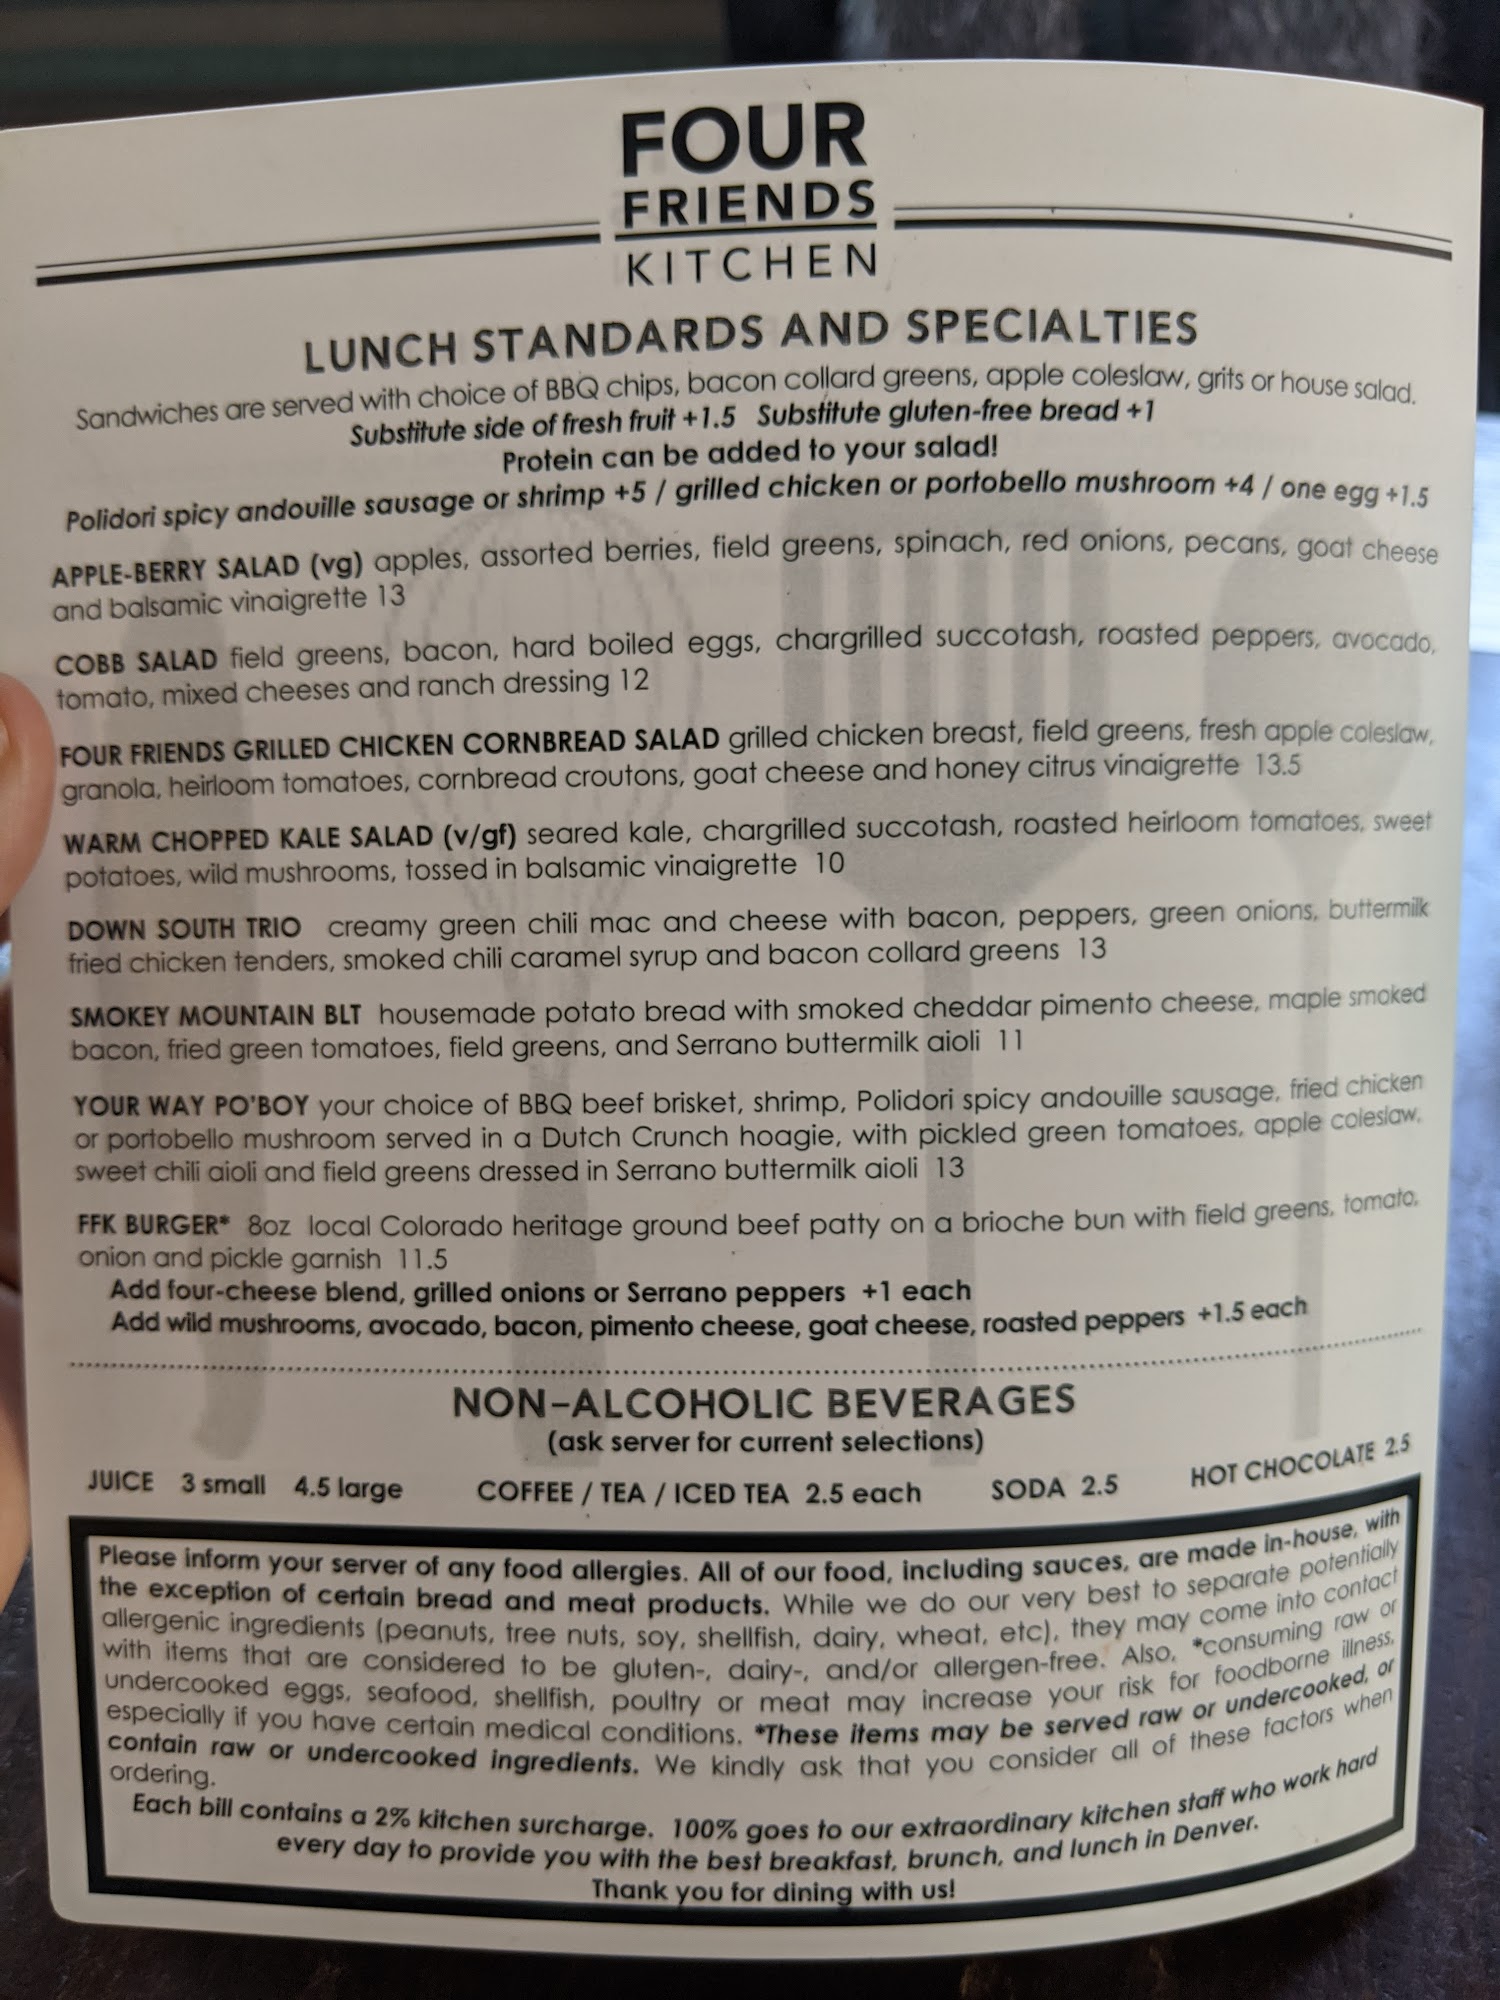 FOUR
FRIENDS
KITCHEN
LUNCH STANDARDS AND SPECIALTIES
Sandwiches are served with choice of BBQ chips, bacon collard greens, apple coleslaw, grits or house salad.
Substitute side of fresh fruit +1.5 Substitute gluten-free bread +1
Protein can be added to your salad!
Polidori spicy andouille sausage or shrimp +5 / grilled chicken or portobello mushroom +4 / one egg +1.5
APPLE-BERRY SALAD (vg) apples, assorted berries, field greens, spinach, red onions, pecans, goat cheese
and balsamic vinaigrette 13
COBB SALAD field greens, bacon, hard boiled eggs, chargrilled succotash, roasted peppers, avocado,
tomato, mixed cheeses and ranch dressing 12
FOUR FRIENDS GRILLED CHICKEN CORNBREAD SALAD grilled chicken breast, field greens, fresh apple coleslaw,
granola, heirloom tomatoes, cornbread croutons, goat cheese and honey citrus vinaigrette 13.5
WARM CHOPPED KALE SALAD (v/gf) seared kale, chargrilled succotash, roasted heirloom tomatoes, sweet
potatoes, wild mushrooms, tossed in balsamic vinaigrette 10
DOWN SOUTH TRIO creamy green chili mac and cheese with bacon, peppers, green onions, buttermilk
fried chicken tenders, smoked chili caramel syrup and bacon collard greens 13
SMOKEY MOUNTAIN BLT housemade potato bread with smoked cheddar pimento cheese, maple smoked
bacon, fried green tomatoes, field greens, and Serrano buttermilk aioli 11
YOUR WAY PO'BOY your choice of BBQ beef brisket, shrimp, Polidori spicy andouille sausage, fried chicken
or portobello mushroom served in a Dutch Crunch hoagie, with pickled green tomatoes, apple coleslaw,
sweet chili aioli and field greens dressed in Serrano buttermilk aioli 13
FFK BURGER* 8oz local Colorado heritage ground beef patty on a brioche bun with field greens, tomato,
onion and pickle garnish 11.5
Add four-cheese blend, grilled onions or Serrano peppers +1 each
Add wild mushrooms, avocado, bacon, pimento cheese, goat cheese, roasted peppers +1.5 each
NON-ALCOHOLIC BEVERAGES
(ask server for current selections)
JUICE 3 small 4.5 large COFFEE / TEA / ICED TEA 2.5 each SODA 2.5 HOT CHOCOLATE 2.5
Please inform your server of any food allergies. All of our food, including sauces, are made in-house, with
the exception of certain bread and meat products. While we do our very best to separate potentially
allergenic ingredients (peanuts, tree nuts, soy, shellfish, dairy, wheat, etc), they may come into contact
with items that are considered to be gluten-, dairy-, and/or allergen-free. Also, *consuming raw or
undercooked eggs, seafood, shellfish, poultry or meat may increase your risk for foodborne illness,
especially if you have certain medical conditions. *These items may be served raw or undercooked, or
contain raw or undercooked ingredients. We kindly ask that you consider all of these factors when
ordering.
Each bill contains a 2% kitchen surcharge. 100% goes to our extraordinary kitchen staff who work hard
every day to provide you with the best breakfast, brunch, and lunch in Denver.
Thank you for dining with us!